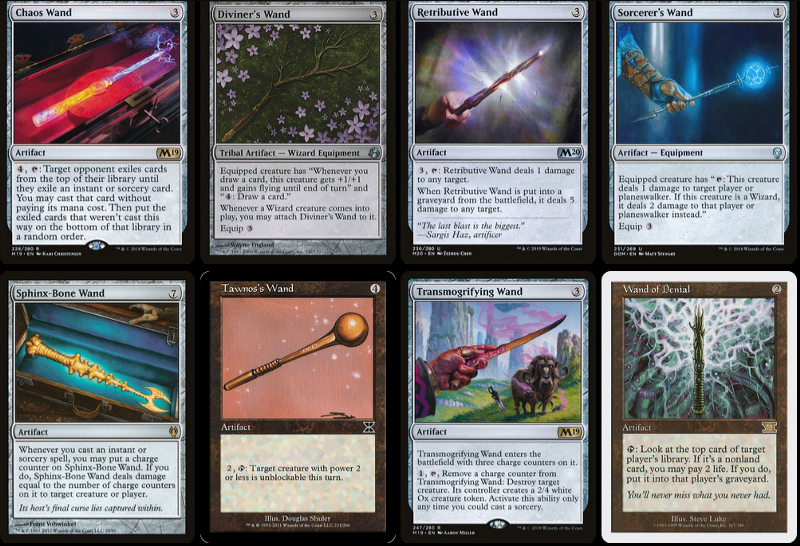 Chaos Wand 3
Artifact M19
4, T: Target opponent exiles cards
from the top of their library until
they exile an instant or sorcery card.
You may cast that card without
paying its mana cost. Then put the
exiled cards that weren't cast this
way on the bottom of that library in
a random order.
228/280 R
M19 • EN Kari Christensen
™ & © 2018 Wizards of the Coast
Diviner's Wand 3
Tribal Artifact — Wizard Equipment
Equipped creature has "Whenever you
draw a card, this creature gets +1/+1
and gains flying until end of turn" and
"4: Draw a card."
Whenever a Wizard creature comes into
play, you may attach Diviner's Wand to it.
Equip 3
Wayne England
Retributive Wand 3
Artifact M20
3, T: Retributive Wand deals 1 damage
to any target.
When Retributive Wand is put into a
graveyard from the battlefield, it deals 5
damage to any target.
"The last blast is the biggest."
—Sargis Haz, artificer
236/280 U
M20 • EN Zezhou Chen
™ & © 2019 Wizards of the Coast
Sorcerer's Wand 1
Artifact — Equipment
Equipped creature has "T: This creature
deals 1 damage to target player or
planeswalker. If this creature is a Wizard,
it deals 2 damage to that player or
planeswalker instead."
Equip 3
231/269 U
DOM • EN Matt Stewart
™ & © 2018 Wizards of the Coast
Sphinx-Bone Wand 7
Artifact
Whenever you cast an instant or
sorcery spell, you may put a charge
counter on Sphinx-Bone Wand. If you
do, Sphinx-Bone Wand deals damage
equal to the number of charge counters
on it to target creature or player.
Its host's final curse lies captured within.
Franz Vohwinkel
Tawnos's Wand 4
Artifact
2, T: Target creature with power 2
or less is unblockable this turn.
Illus. Douglas Shuler
Transmogrifying Wand 3
Artifact M19
Transmogrifying Wand enters the
battlefield with three charge counters on it.
1, T, Remove a charge counter from
Transmogrifying Wand: Destroy target
creature. Its controller creates a 2/4 white
Ox creature token. Activate this ability only
any time you could cast a sorcery.
247/280 R
M19 • EN Aaron Miller
™ & © 2018 Wizards of the Coast
Wand of Denial 2
Artifact
T: Look at the top card of target
player's library. If it's a nonland
card, you may pay 2 life. If you do,
put it into that player's graveyard.
You'll never miss what you never had.
Illus. Steve Luke